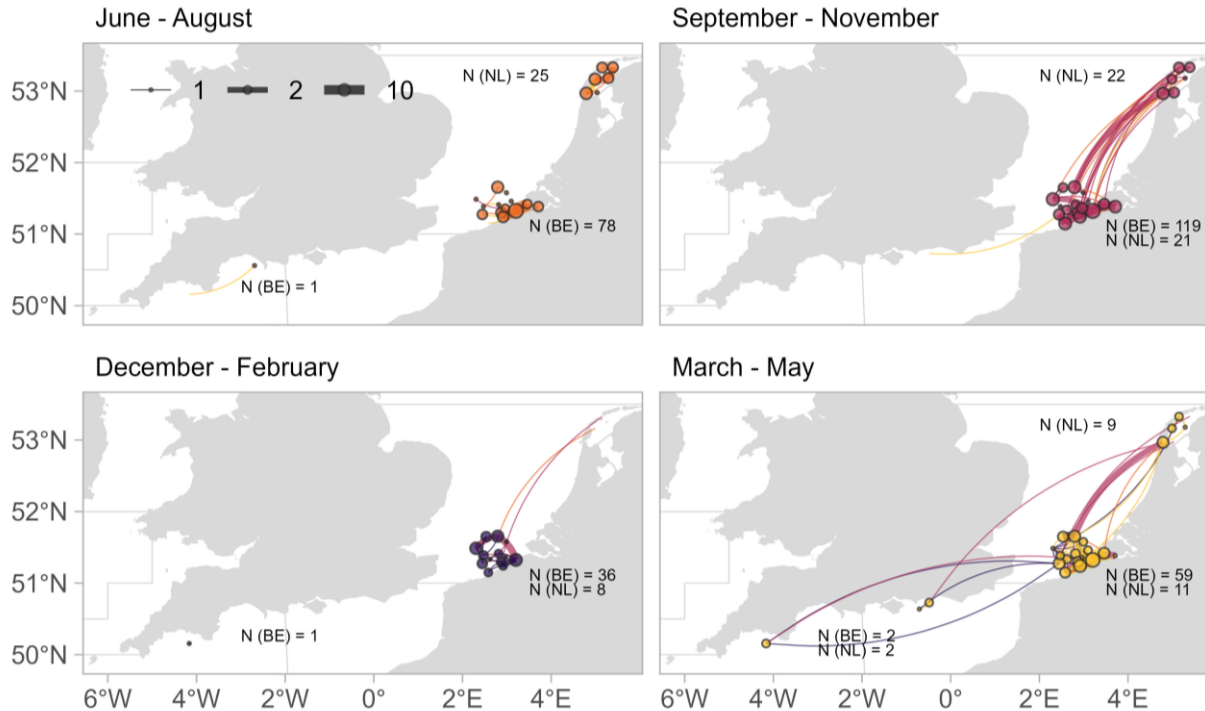 June - August
September - November
53°N
52°N
51°N
50°N
1 2 10
N (NL) = 25
N (BE) = 78
N (BE) = 1
N (NL) = 22
N (BE) = 119
N (NL) = 21
December - February
March - May
53°N
52°N
51°N
50°N
N (BE) = 36
N (NL) = 8
N (BE) = 1
N (NL) = 9
N (BE) = 59
N (NL) = 11
N (BE) = 2
N (NL) = 2
6°W 4°W 2°W 0° 2°E 4°E
6°W 4°W 2°W 0° 2°E 4°E